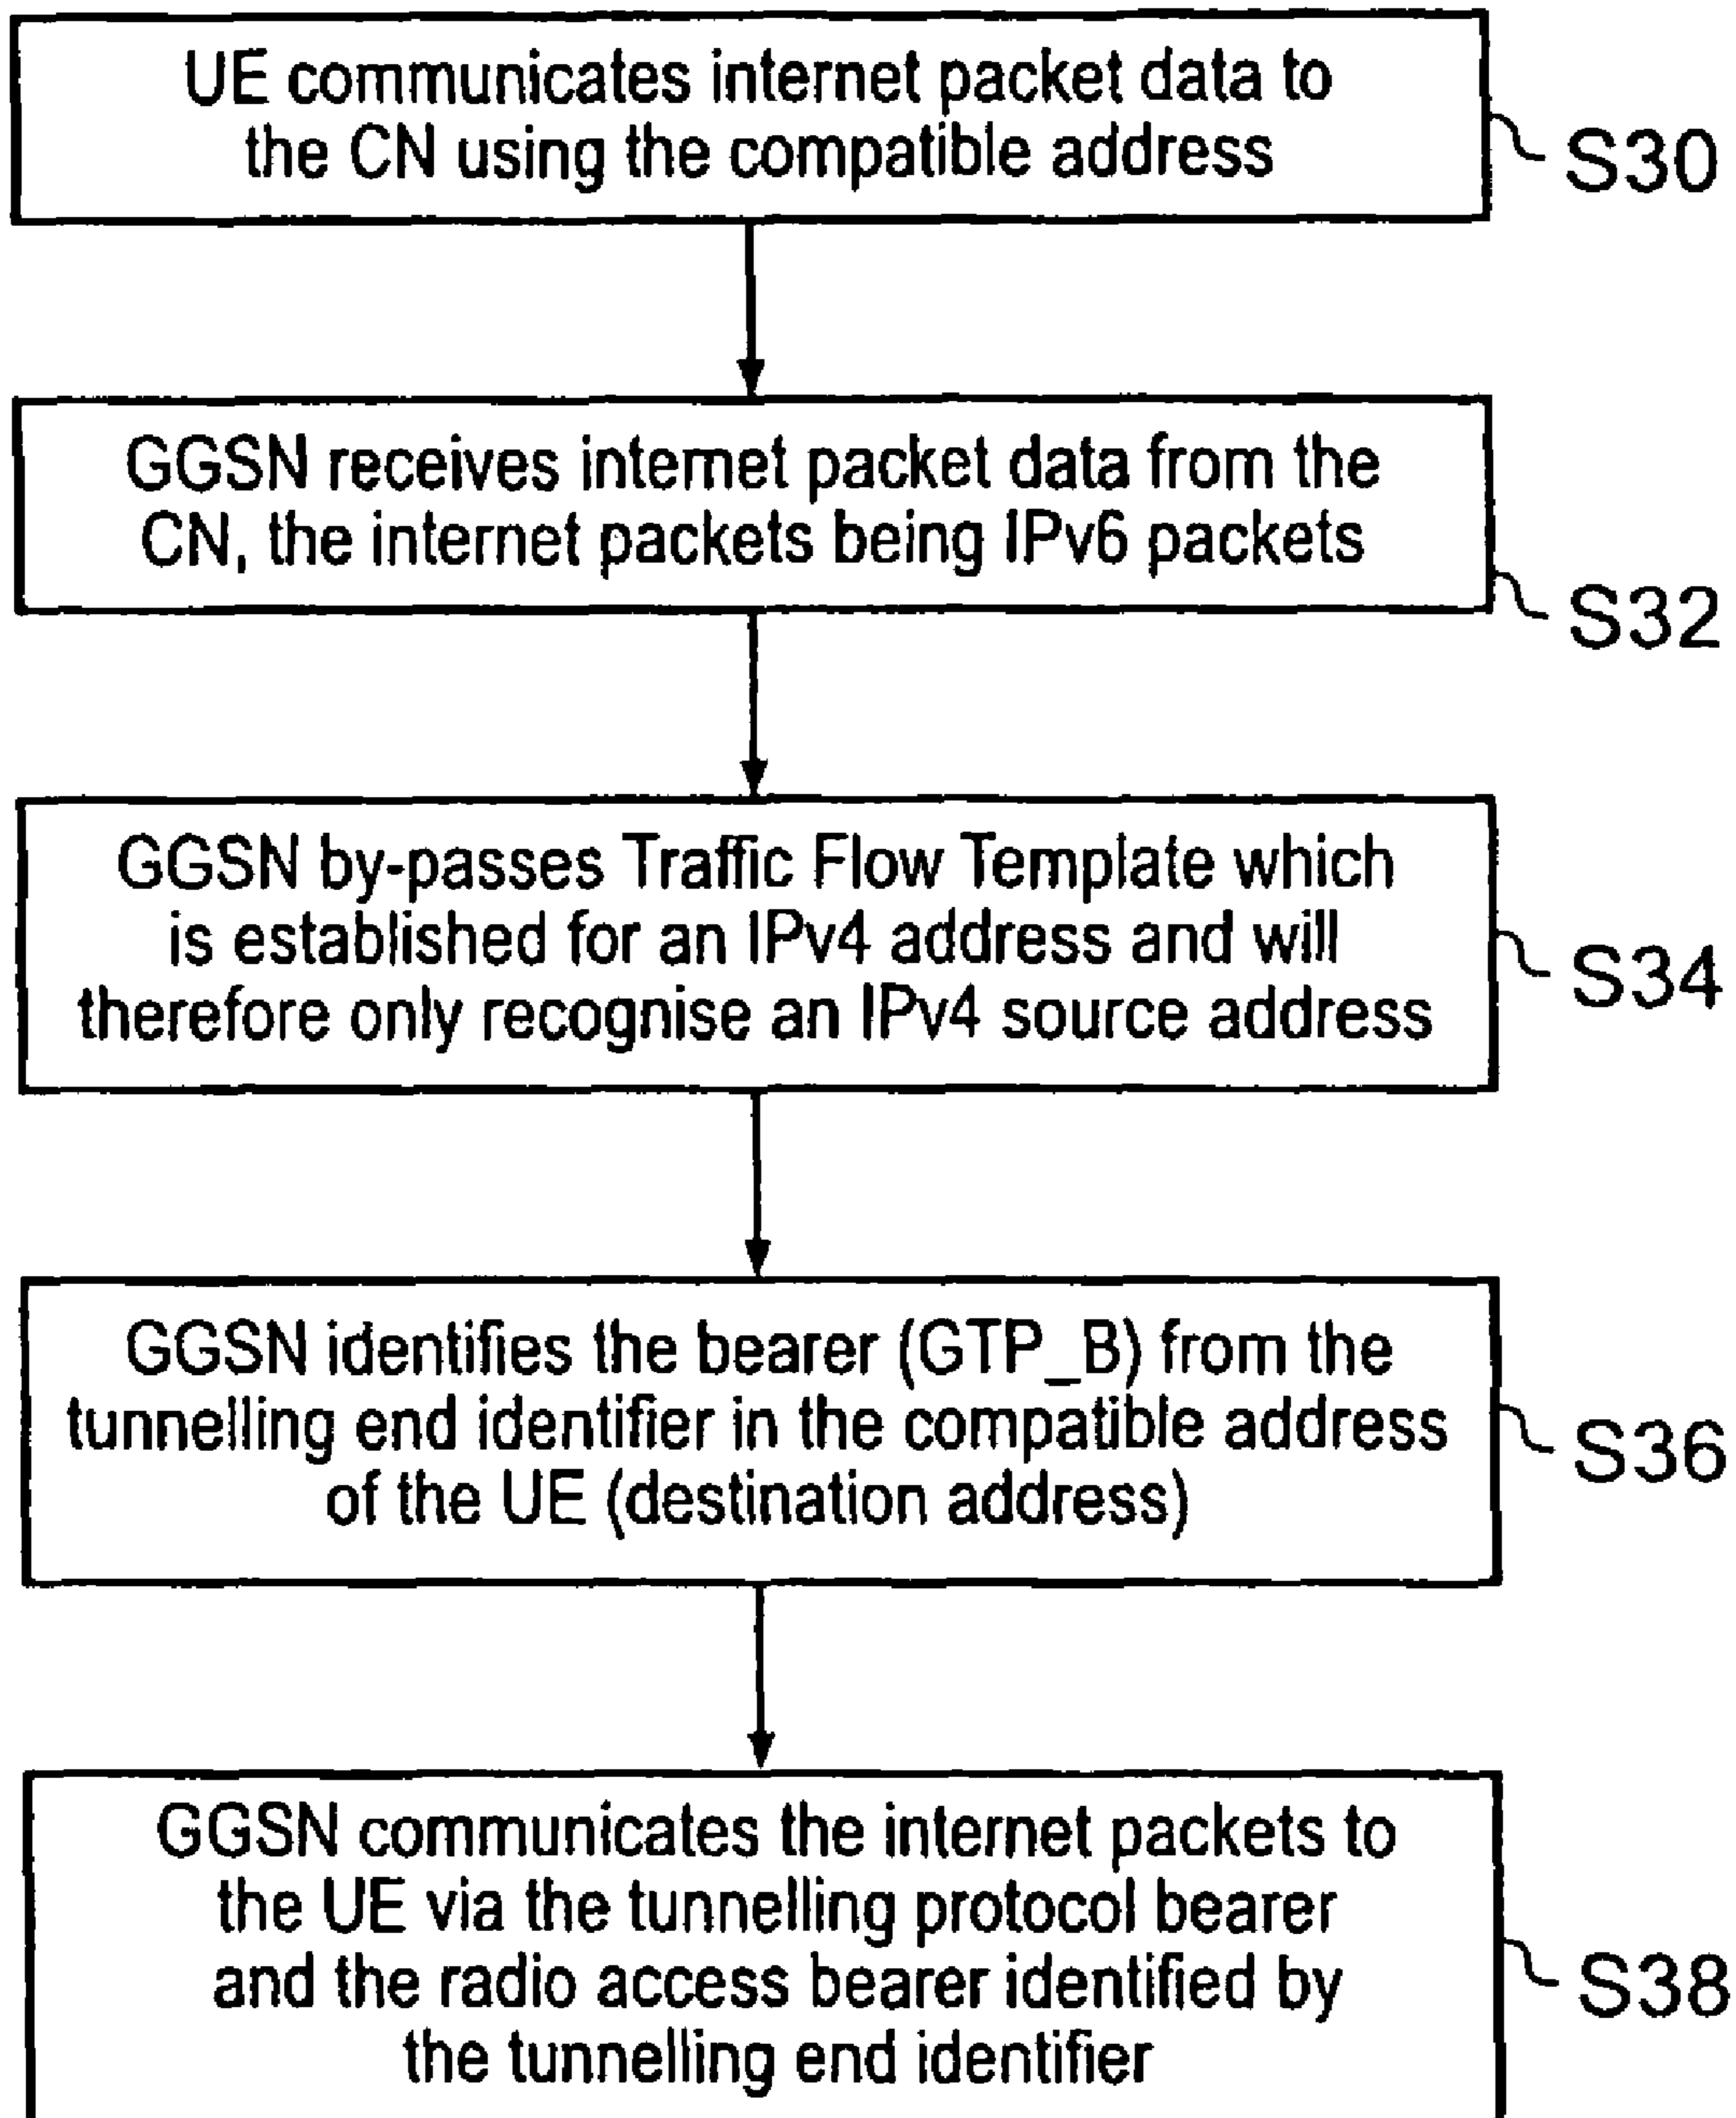 UE communicates internet packet data to
the CN using the compatible address
S30
GGSN receives internet packet data from the
CN, the internet packets being IPv6 packets
S32
GGSN by-passes Traffic Flow Template which
is established for an IPv4 address and will
therefore only recognise an IPv4 source address
S34
GGSN identifies the bearer (GTP_B) from the
tunnelling end identifier in the compatible address
of the UE (destination address)
S36
GGSN communicates the internet packets to
the UE via the tunnelling protocol bearer
and the radio access bearer identified by
the tunnelling end identifier
S38